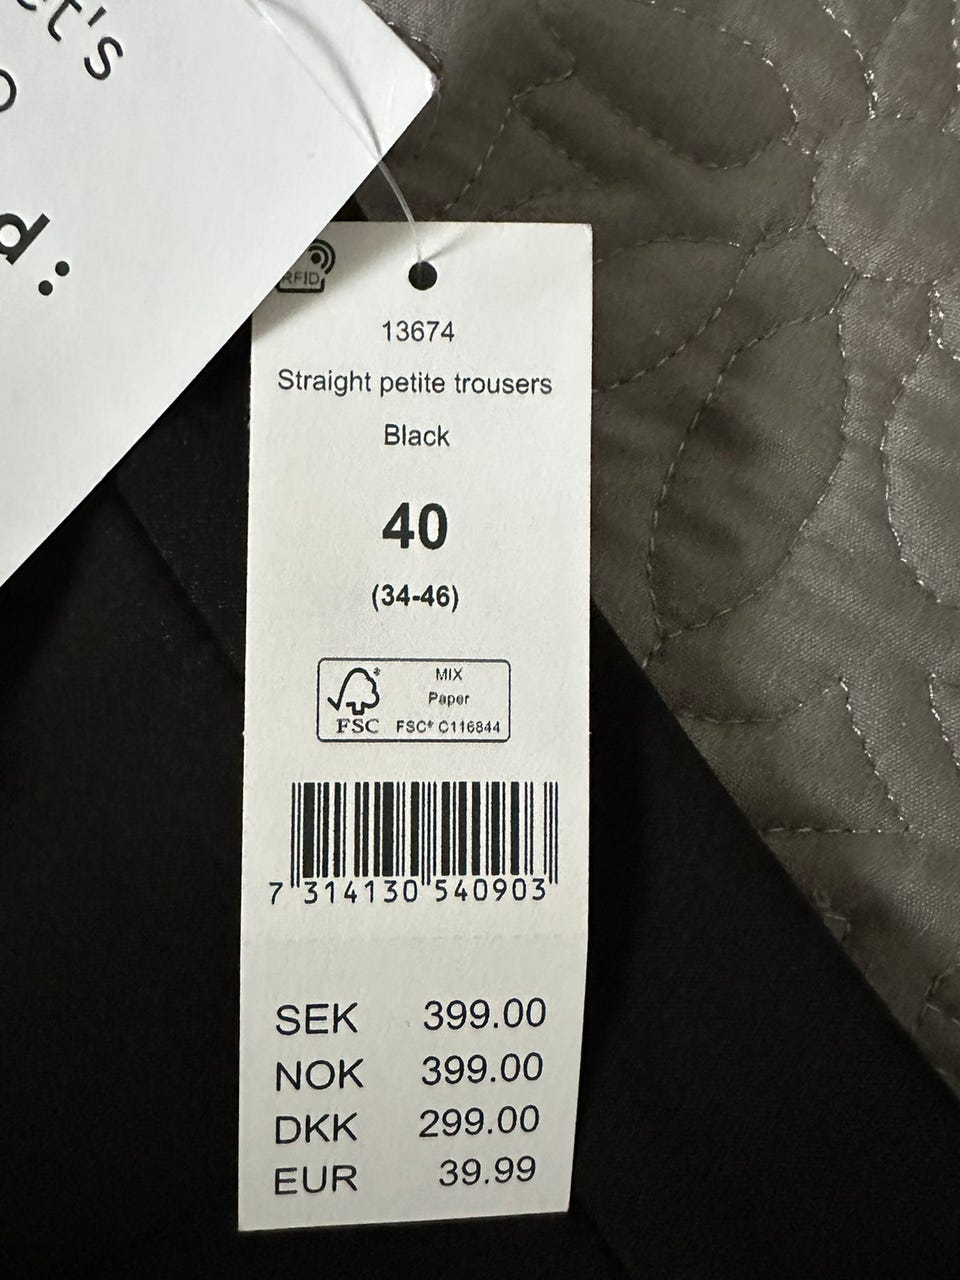 t's
d:
RFID
13674
Straight petite trousers
Black
40
(34-46)
MIX
Paper
FSC FSC® C116844
7 314130 540903
SEK 399.00
NOK 399.00
DKK 299.00
EUR 39.99